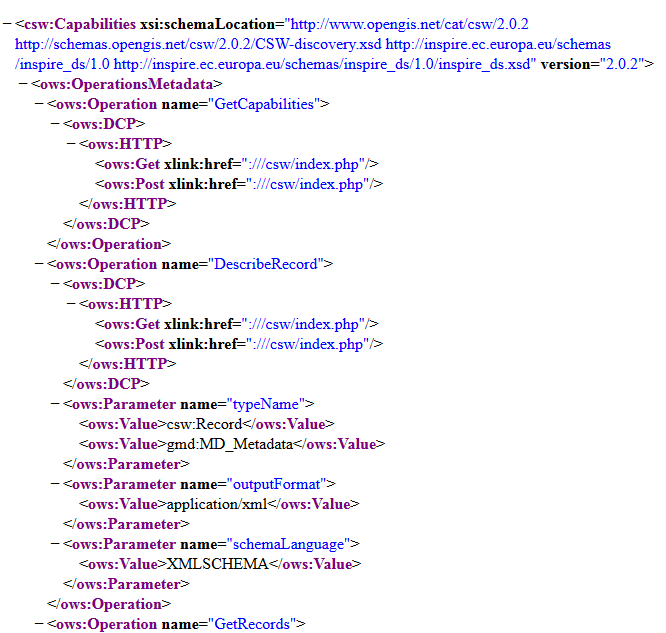 − <csw:Capabilities xsi:schemaLocation="http://www.opengis.net/cat/csw/2.0.2
http://schemas.opengis.net/csw/2.0.2/CSW-discovery.xsd http://inspire.ec.europa.eu/schemas
/inspire_ds/1.0 http://inspire.ec.europa.eu/schemas/inspire_ds/1.0/inspire_ds.xsd" version="2.0.2">
− <ows:OperationsMetadata>
− <ows:Operation name="GetCapabilities">
− <ows:DCP>
− <ows:HTTP>
<ows:Get xlink:href=":///csw/index.php"/>
<ows:Post xlink:href=":///csw/index.php"/>
</ows:HTTP>
</ows:DCP>
</ows:Operation>
− <ows:Operation name="DescribeRecord">
− <ows:DCP>
− <ows:HTTP>
<ows:Get xlink:href=":///csw/index.php"/>
<ows:Post xlink:href=":///csw/index.php"/>
</ows:HTTP>
</ows:DCP>
− <ows:Parameter name="typeName">
<ows:Value>csw:Record</ows:Value>
<ows:Value>gmd:MD_Metadata</ows:Value>
</ows:Parameter>
− <ows:Parameter name="outputFormat">
<ows:Value>application/xml</ows:Value>
</ows:Parameter>
− <ows:Parameter name="schemaLanguage">
<ows:Value>XMLSCHEMA</ows:Value>
</ows:Parameter>
</ows:Operation>
− <ows:Operation name="GetRecords">